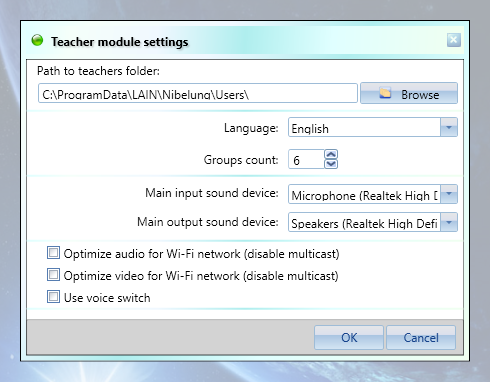 Teacher module settings
Path to teachers folder:
C:\ProgramData\LAIN\Nibelung\Users\ Browse
Language: English
Groups count: 6
Main input sound device: Microphone (Realtek High D
Main output sound device: Speakers (Realtek High Defi
Optimize audio for Wi-Fi network (disable multicast)
Optimize video for Wi-Fi network (disable multicast)
Use voice switch
OK Cancel